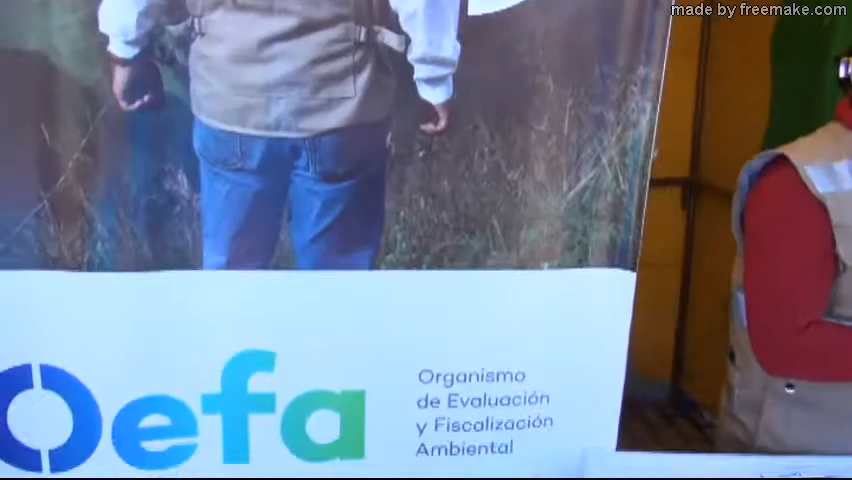 made by freemake.com
Oefa
Organismo
de Evaluación
y Fiscalización
Ambiental